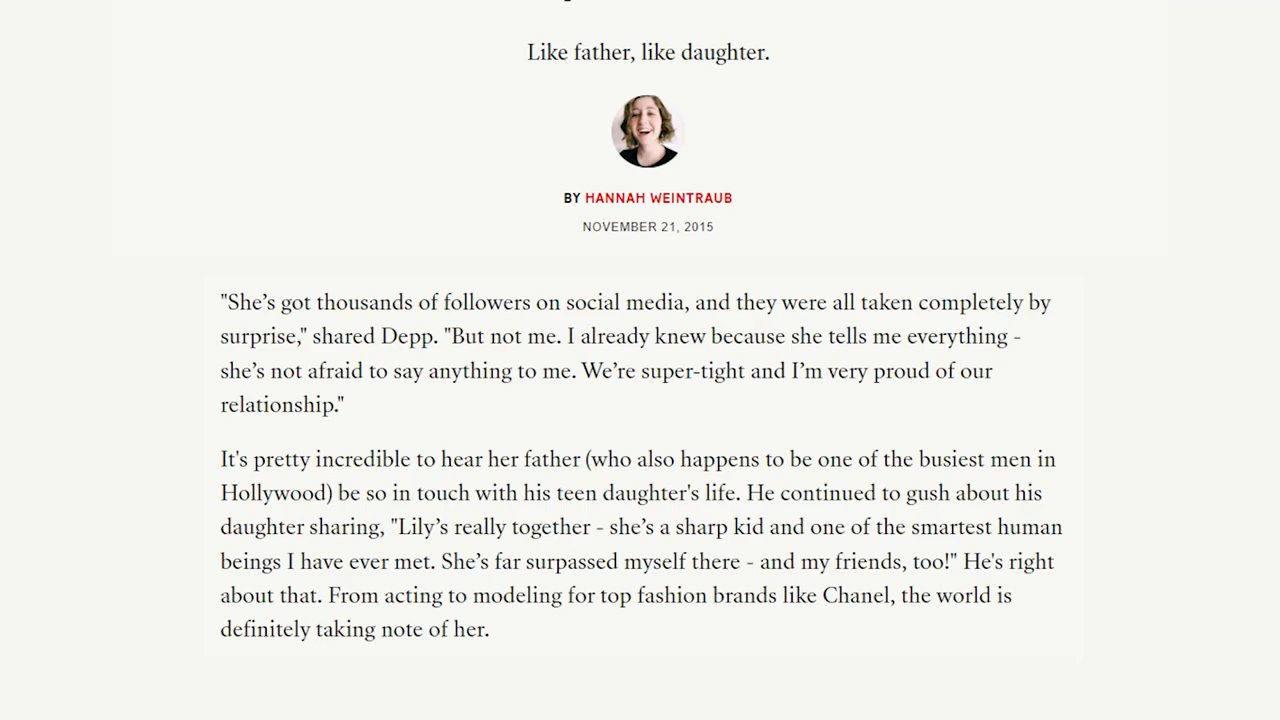 Like father, like daughter.
BY HANNAH WEINTRAUB
NOVEMBER 21, 2015
"She’s got thousands of followers on social media, and they were all taken completely by
surprise," shared Depp. "But not me. I already knew because she tells me everything -
she’s not afraid to say anything to me. We’re super-tight and I’m very proud of our
relationship."
It's pretty incredible to hear her father (who also happens to be one of the busiest men in
Hollywood) be so in touch with his teen daughter's life. He continued to gush about his
daughter sharing, "Lily’s really together - she’s a sharp kid and one of the smartest human
beings I have ever met. She’s far surpassed myself there - and my friends, too!" He's right
about that. From acting to modeling for top fashion brands like Chanel, the world is
definitely taking note of her.